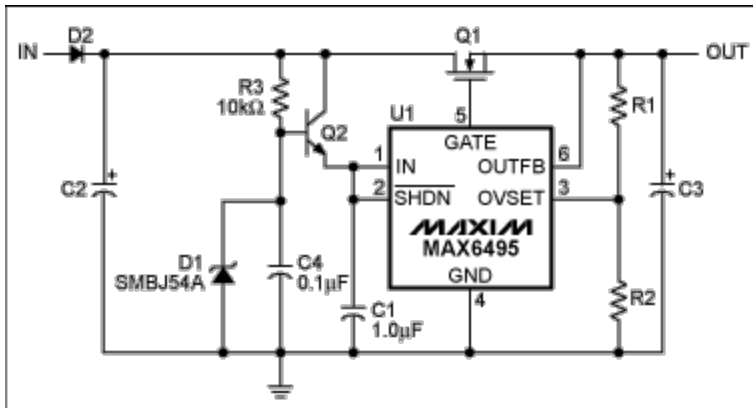 IN
D2
Q1
OUT
R3
10kΩ
Q2
U1
5
GATE
R1
1
IN
OUTFB
6
2
SHDN
OVSET
3
C2
C3
MAXIM
MAX6495
D1
SMBJ54A
C4
0.1μF
GND
4
C1
1.0μF
R2